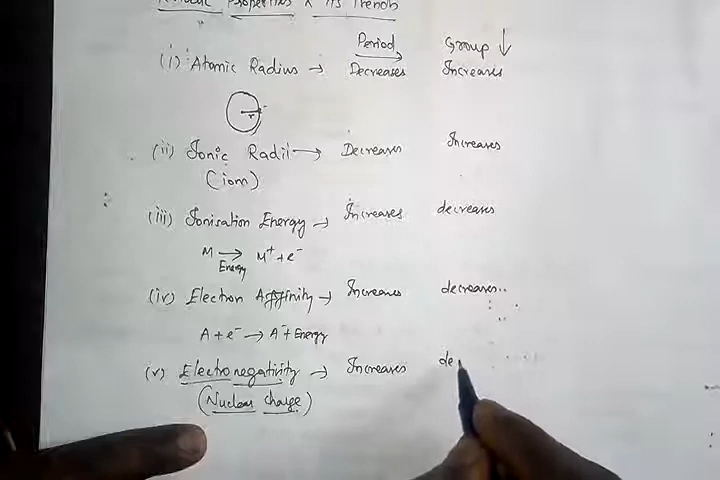 Periodic Properties & Its Trends
Period Group ↓
(i) Atomic Radius → Decreases Increases
r e-
(ii) Ionic Radii → Decreases Increases
(ion)
(iii) Ionisation Energy → Increases decreases
M → M⁺ + e⁻
Energy
(iv) Electron Affinity → Increases decreases..
A + e⁻ → A⁻ + Energy
(v) Electronegativity → Increases de
(Nuclear Charge)